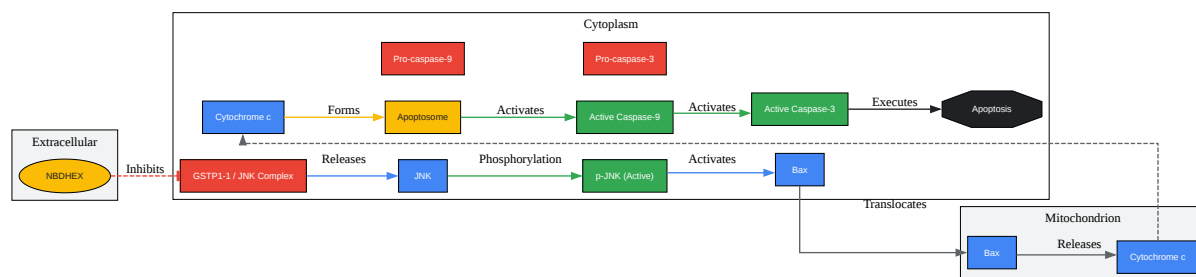 Cytoplasm
Pro-caspase-9
Pro-caspase-3
Cytochrome c
Forms
Apoptosome
Activates
Active Caspase-9
Activates
Active Caspase-3
Executes
Apoptosis
Extracellular
NBDHEX
Inhibits
GSTP1-1 / JNK Complex
Releases
JNK
Phosphorylation
p-JNK (Active)
Activates
Bax
Translocates
Mitochondrion
Bax
Releases
Cytochrome c